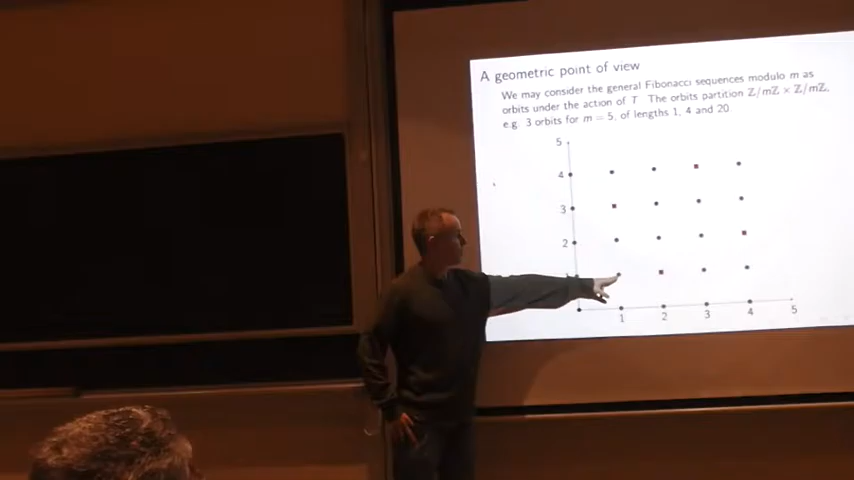 A geometric point of view
We may consider the general Fibonacci sequences modulo m as
orbits under the action of T. The orbits partition ℤ/mℤ × ℤ/mℤ,
e.g. 3 orbits for m = 5, of lengths 1, 4 and 20
5
4
3
2
1 2 3 4 5